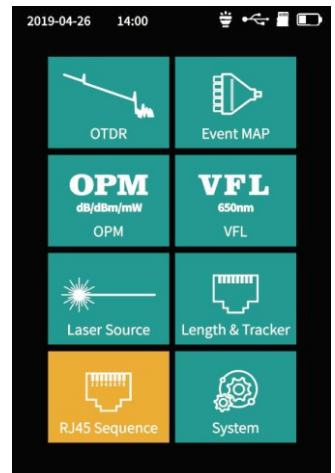 2019-04-26 14:00
OTDR
Event MAP
OPM
dB/dBm/mW
OPM
VFL
650nm
VFL
Laser Source
Length & Tracker
RJ45 Sequence
System